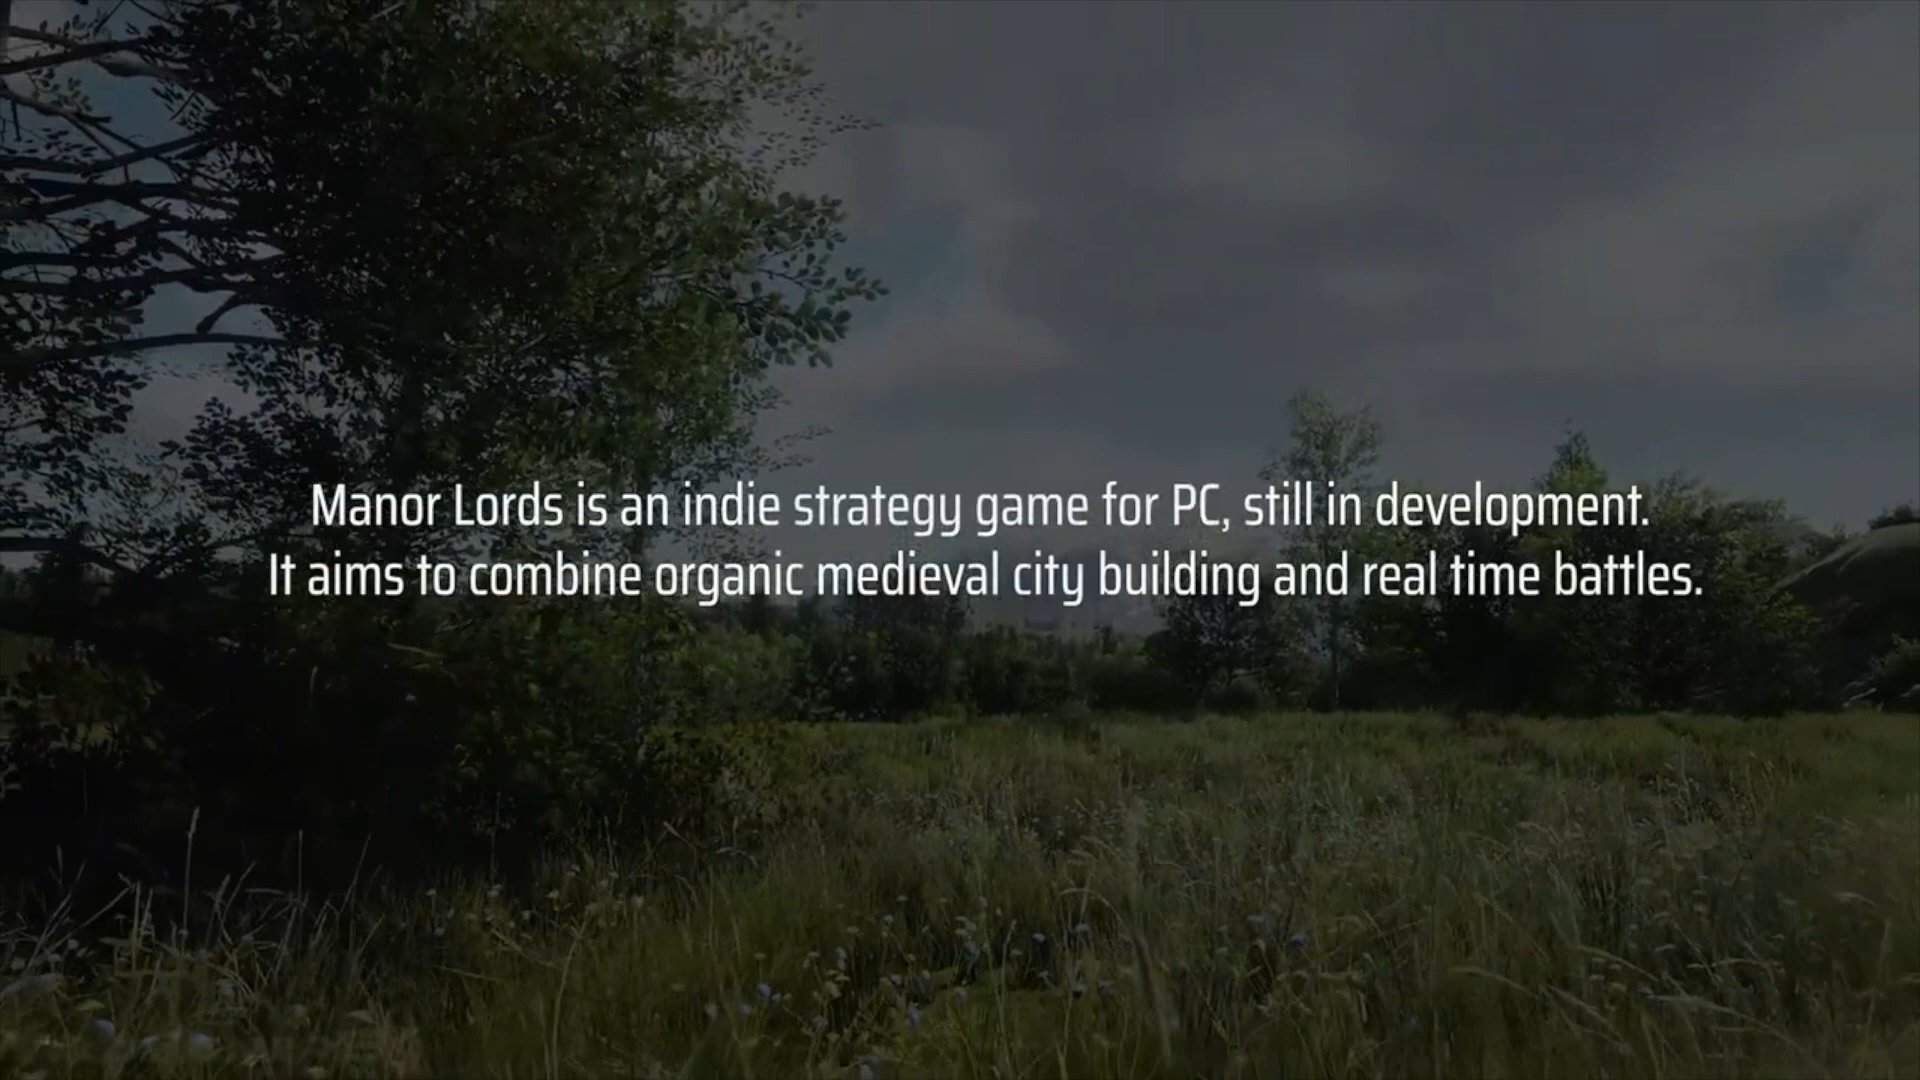 Manor Lords is an indie strategy game for PC, still in development.
It aims to combine organic medieval city building and real time battles.